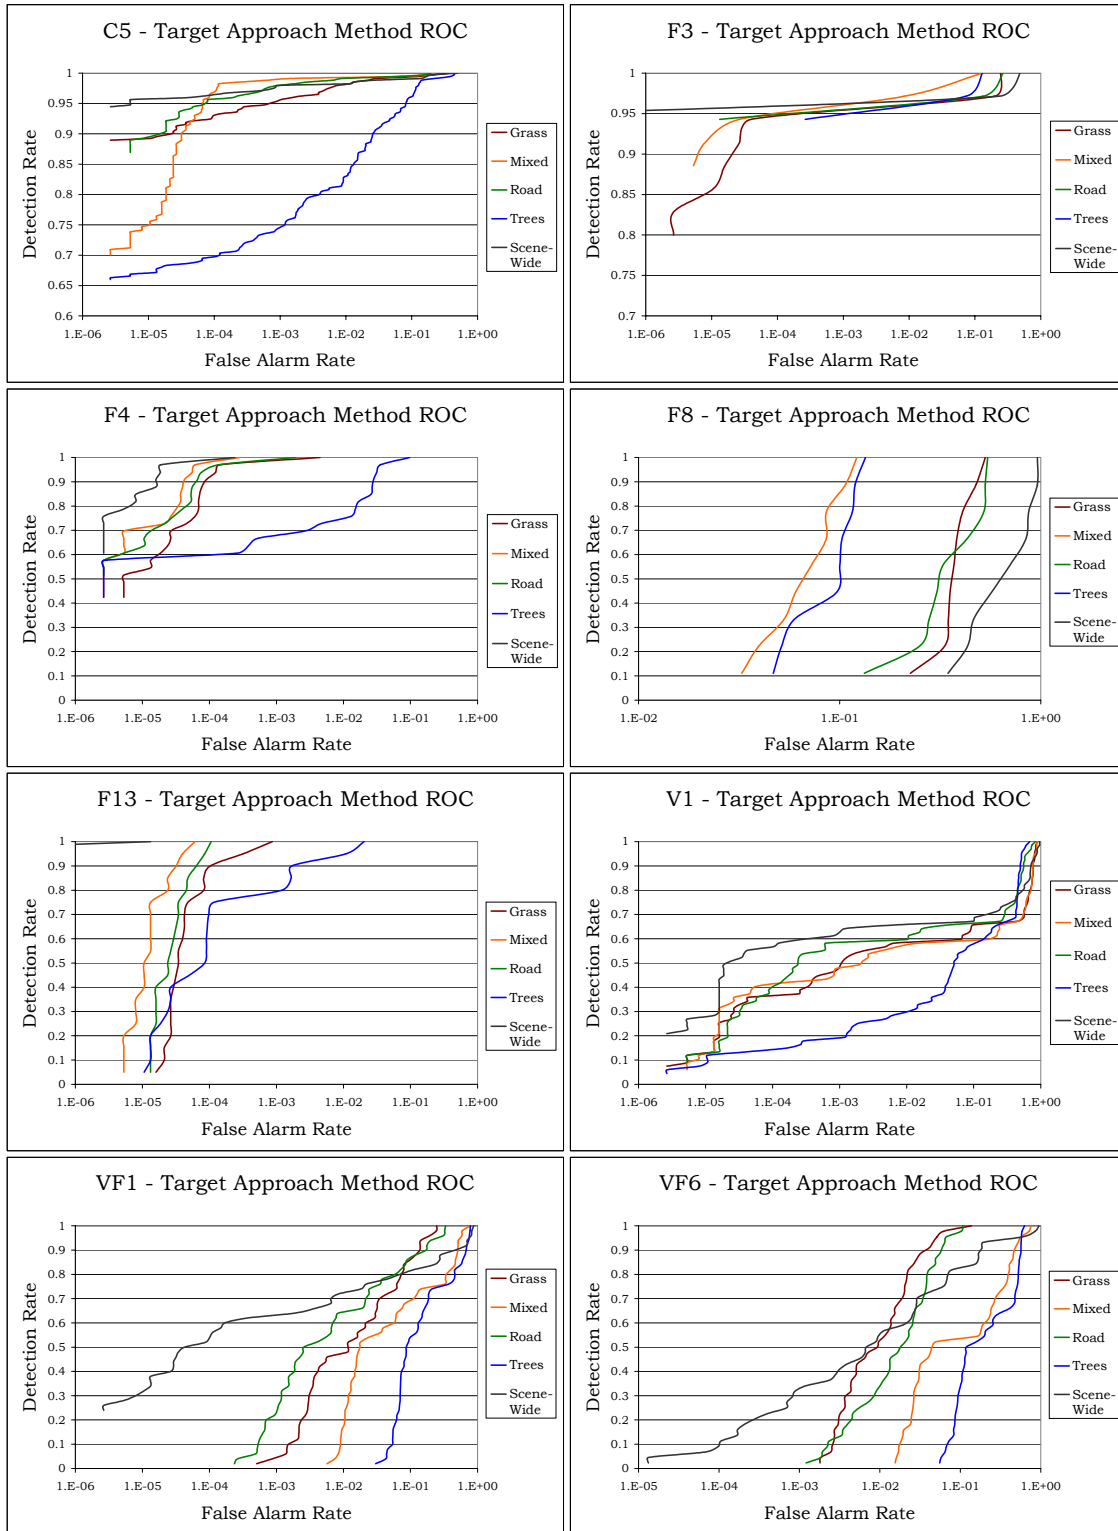 C5 - Target Approach Method ROC
1
0.95
0.9
0.85
0.8
0.75
0.7
0.65
0.6
Detection Rate
1.E-06 1.E-05 1.E-04 1.E-03 1.E-02 1.E-01 1.E+00
False Alarm Rate
Grass
Mixed
Road
Trees
Scene-
Wide
F3 - Target Approach Method ROC
1
0.95
0.9
0.85
0.8
0.75
0.7
Detection Rate
1.E-06 1.E-05 1.E-04 1.E-03 1.E-02 1.E-01 1.E+00
False Alarm Rate
Grass
Mixed
Road
Trees
Scene-
Wide
F4 - Target Approach Method ROC
1
0.9
0.8
0.7
0.6
0.5
0.4
0.3
0.2
0.1
0
Detection Rate
1.E-06 1.E-05 1.E-04 1.E-03 1.E-02 1.E-01 1.E+00
False Alarm Rate
Grass
Mixed
Road
Trees
Scene-
Wide
F8 - Target Approach Method ROC
1
0.9
0.8
0.7
0.6
0.5
0.4
0.3
0.2
0.1
0
Detection Rate
1.E-02 1.E-01 1.E+00
False Alarm Rate
Grass
Mixed
Road
Trees
Scene-
Wide
F13 - Target Approach Method ROC
1
0.9
0.8
0.7
0.6
0.5
0.4
0.3
0.2
0.1
0
Detection Rate
1.E-06 1.E-05 1.E-04 1.E-03 1.E-02 1.E-01 1.E+00
False Alarm Rate
Grass
Mixed
Road
Trees
Scene-
Wide
V1 - Target Approach Method ROC
1
0.9
0.8
0.7
0.6
0.5
0.4
0.3
0.2
0.1
0
Detection Rate
1.E-06 1.E-05 1.E-04 1.E-03 1.E-02 1.E-01 1.E+00
False Alarm Rate
Grass
Mixed
Road
Trees
Scene-
Wide
VF1 - Target Approach Method ROC
1
0.9
0.8
0.7
0.6
0.5
0.4
0.3
0.2
0.1
0
Detection Rate
1.E-06 1.E-05 1.E-04 1.E-03 1.E-02 1.E-01 1.E+00
False Alarm Rate
Grass
Mixed
Road
Trees
Scene-
Wide
VF6 - Target Approach Method ROC
1
0.9
0.8
0.7
0.6
0.5
0.4
0.3
0.2
0.1
0
Detection Rate
1.E-05 1.E-04 1.E-03 1.E-02 1.E-01 1.E+00
False Alarm Rate
Grass
Mixed
Road
Trees
Scene-
Wide